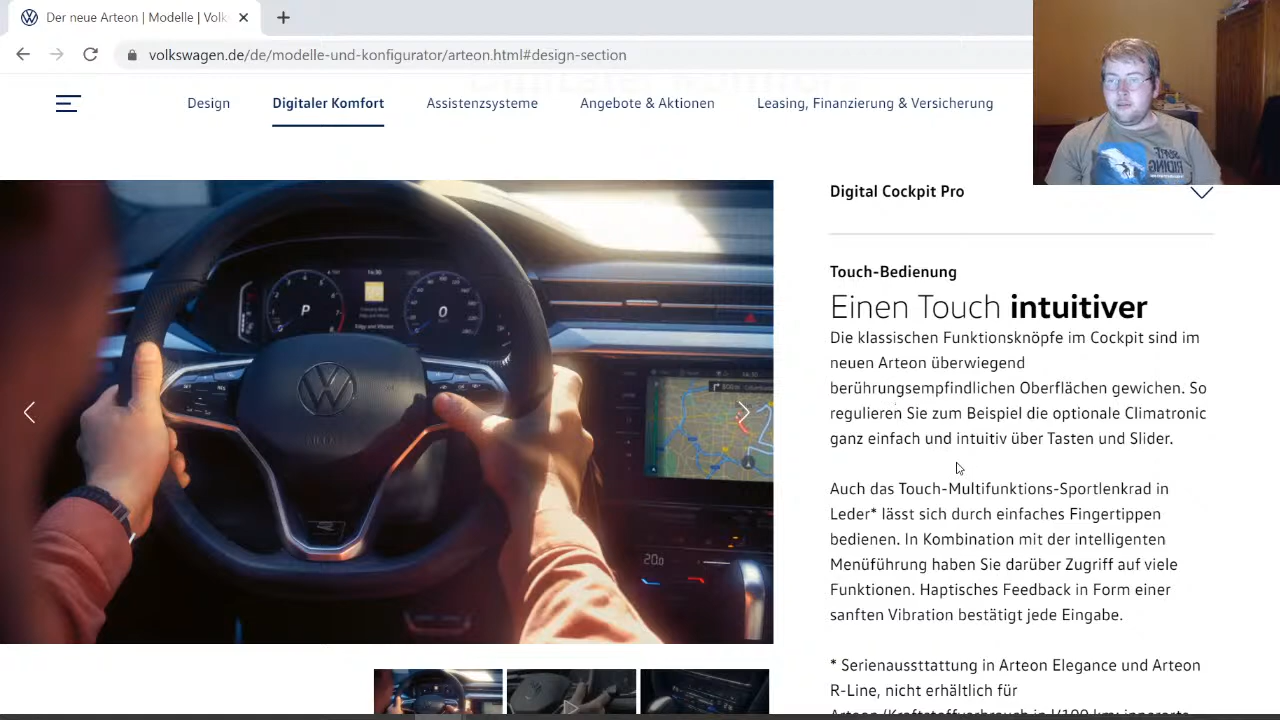 Der neue Arteon | Modelle | Volk
volkswagen.de/de/modelle-und-konfigurator/arteon.html#design-section
Design
Digitaler Komfort
Assistenzsysteme
Angebote & Aktionen
Leasing, Finanzierung & Versicherung
Digital Cockpit Pro
Touch-Bedienung
Einen Touch intuitiver
Die klassischen Funktionsknöpfe im Cockpit sind im
neuen Arteon überwiegend
berührungsempfindlichen Oberflächen gewichen. So
regulieren Sie zum Beispiel die optionale Climatronic
ganz einfach und intuitiv über Tasten und Slider.
Auch das Touch-Multifunktions-Sportlenkrad in
Leder* lässt sich durch einfaches Fingertippen
bedienen. In Kombination mit der intelligenten
Menüführung haben Sie darüber Zugriff auf viele
Funktionen. Haptisches Feedback in Form einer
sanften Vibration bestätigt jede Eingabe.
* Serienausstattung in Arteon Elegance und Arteon
R-Line, nicht erhältlich für
P
0
14:30
20.0